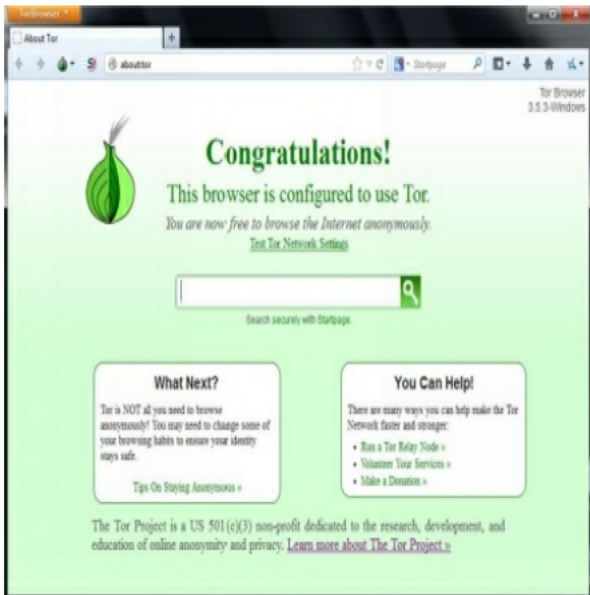 TorBrowser
About Tor
about:tor
Startpage
Tor Browser
3.5.3-Windows
Congratulations!
This browser is configured to use Tor.
You are now free to browse the Internet anonymously.
Test Tor Network Settings
Search securely with Startpage.
What Next?
Tor is NOT all you need to browse
anonymously! You may need to change some of
your browsing habits to ensure your identity
stays safe.
Tips On Staying Anonymous »
You Can Help!
There are many ways you can help make the Tor
Network faster and stronger:
• Run a Tor Relay Node »
• Volunteer Your Services »
• Make a Donation »
The Tor Project is a US 501(c)(3) non-profit dedicated to the research, development, and
education of online anonymity and privacy. Learn more about The Tor Project »